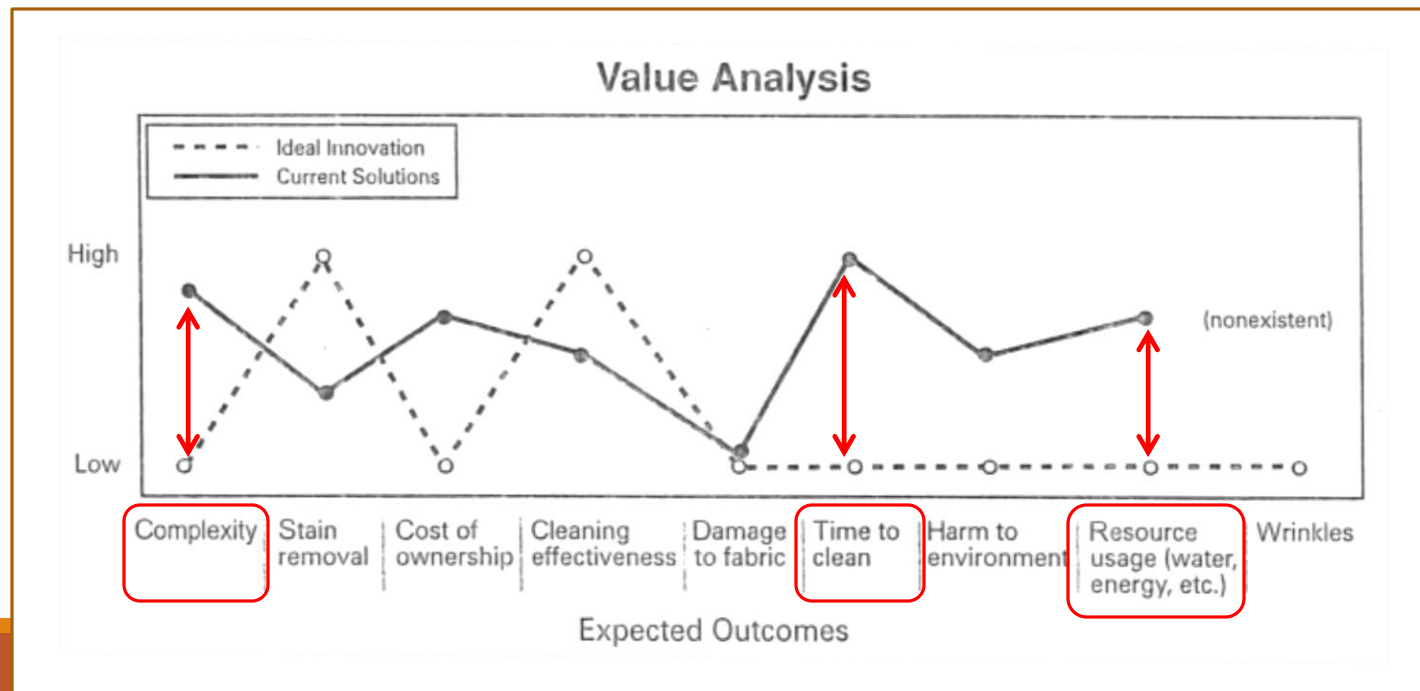 Value Analysis
Ideal Innovation
Current Solutions
High
(nonexistent)
Low
Complexity
Stain
removal
Cost of
ownership
Cleaning
effectiveness
Damage
to fabric
Time to
clean
Harm to
environment
Resource
usage (water,
energy, etc.)
Wrinkles
Expected Outcomes